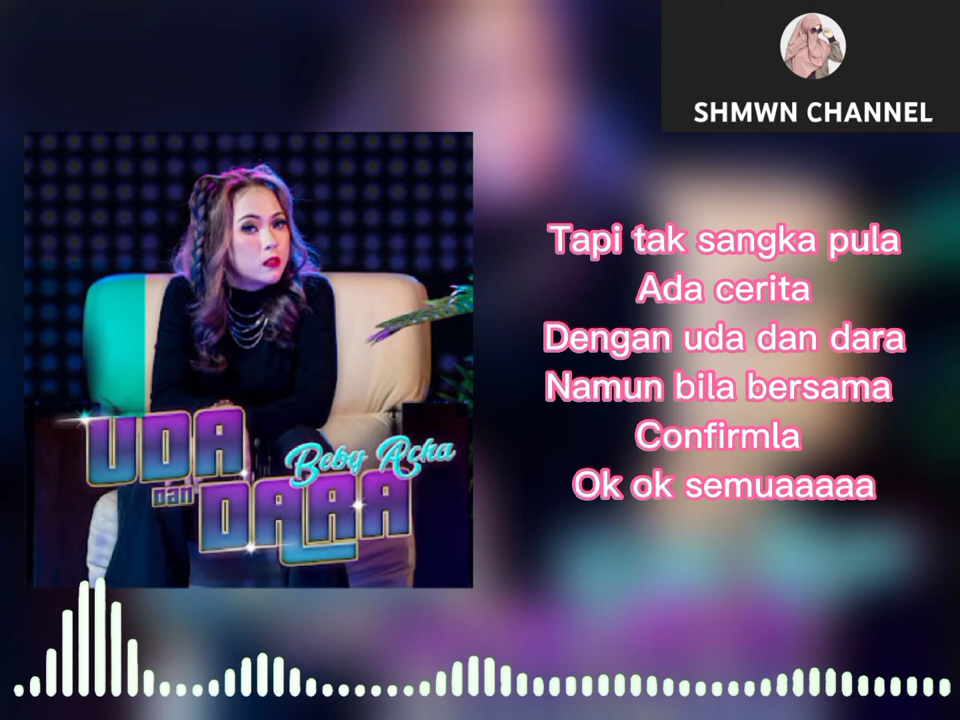 SHMWN CHANNEL
UDA
dan
DARA
Beby Acha
Tapi tak sangka pula
Ada cerita
Dengan uda dan dara
Namun bila bersama
Confirmla
Ok ok semuaaaaa